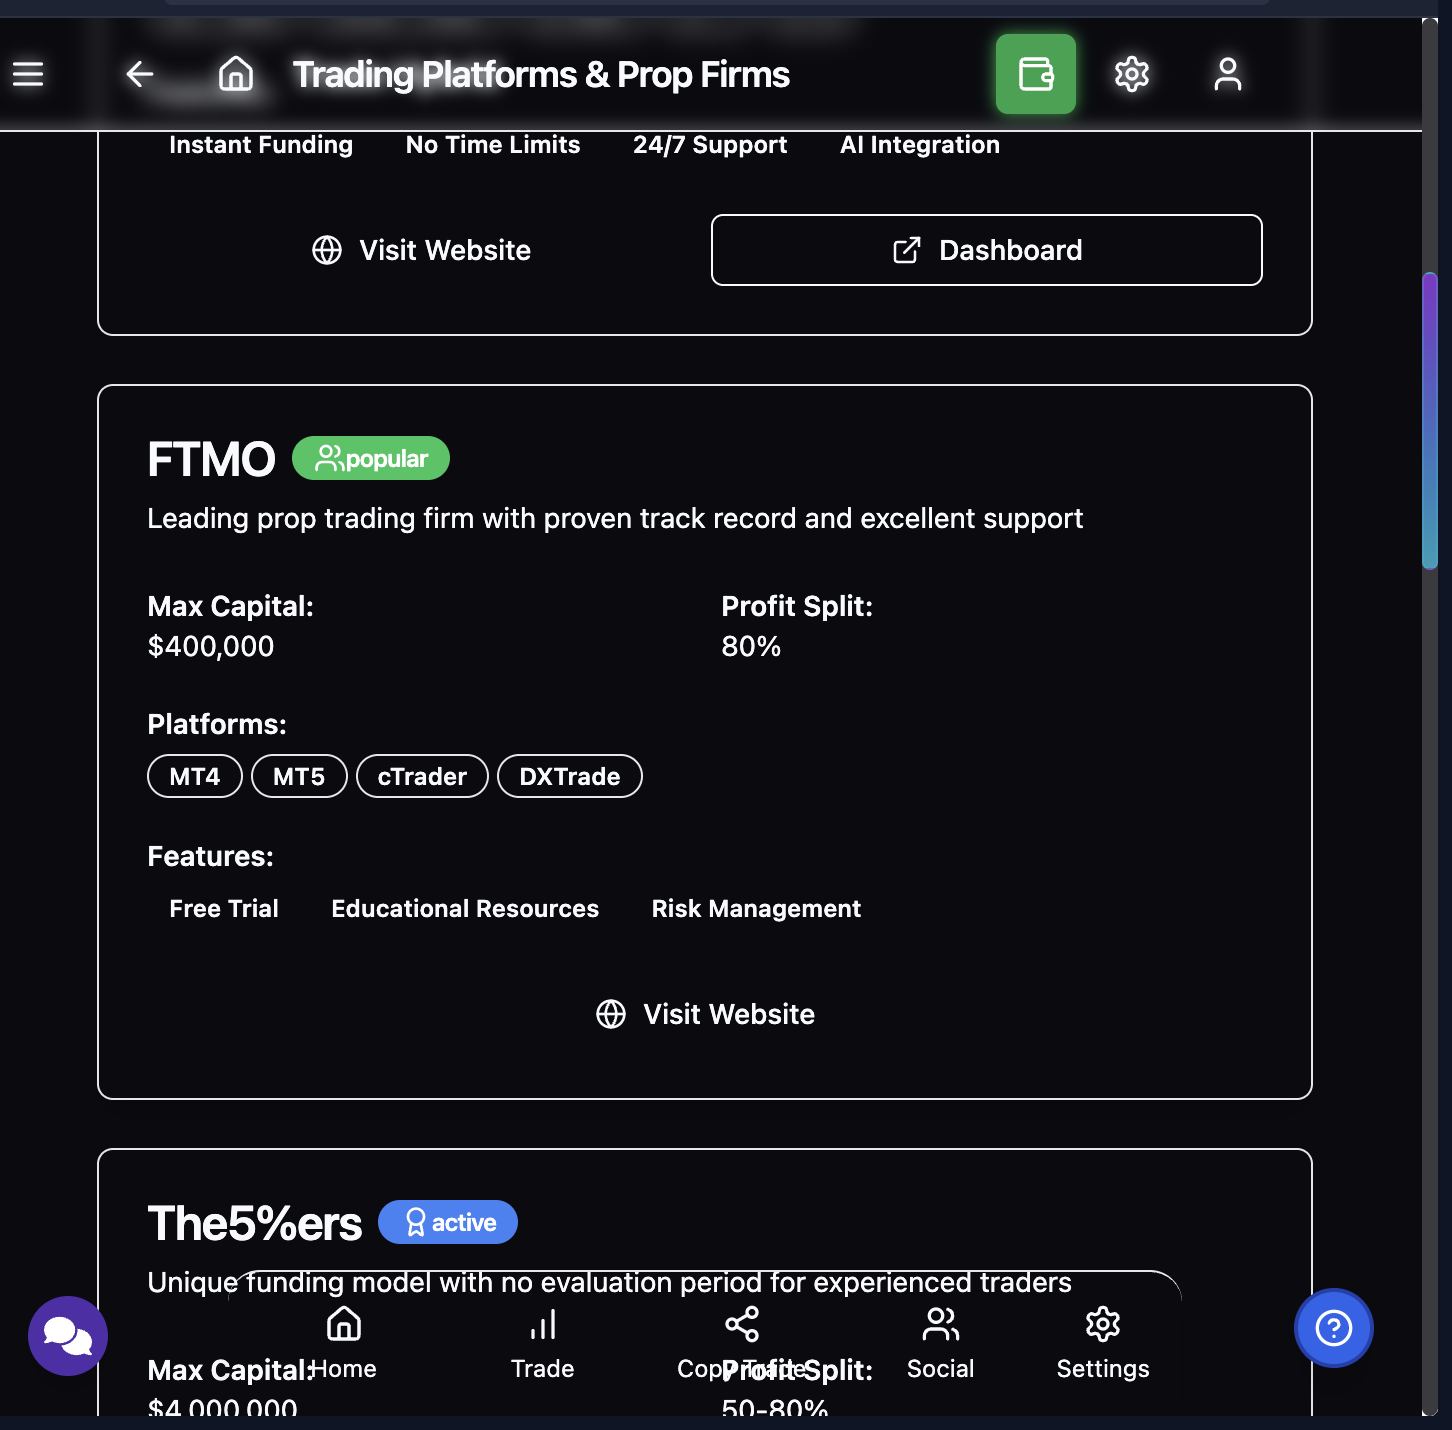 Trading Platforms & Prop Firms
Instant Funding No Time Limits 24/7 Support AI Integration
Visit Website Dashboard
FTMO popular
Leading prop trading firm with proven track record and excellent support
Max Capital: Profit Split:
$400,000 80%
Platforms:
MT4 MT5 cTrader DXTrade
Features:
Free Trial Educational Resources Risk Management
Visit Website
The5%ers active
Unique funding model with no evaluation period for experienced traders
Max Capital: Profit Split:
$4,000,000 50-80%
Home Trade Copy Trade Social Settings